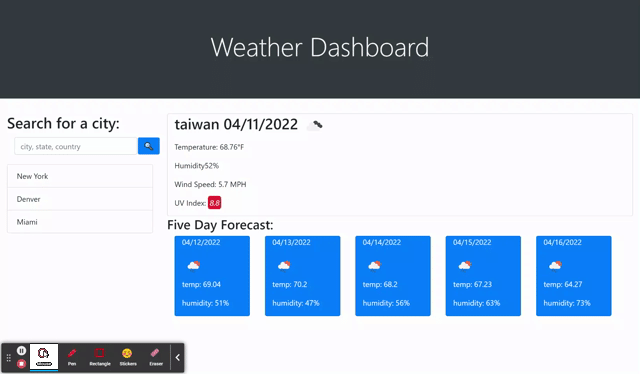 Weather Dashboard
Search for a city:
city, state, country
New York
Denver
Miami
taiwan 04/11/2022
Temperature: 68.76°F
Humidity52%
Wind Speed: 5.7 MPH
UV Index: 8.8
Five Day Forecast:
04/12/2022
temp: 69.04
humidity: 51%
04/13/2022
temp: 70.2
humidity: 47%
04/14/2022
temp: 68.2
humidity: 56%
04/15/2022
temp: 67.23
humidity: 63%
04/16/2022
temp: 64.27
humidity: 73%
Pen
Rectangle
Stickers
Eraser